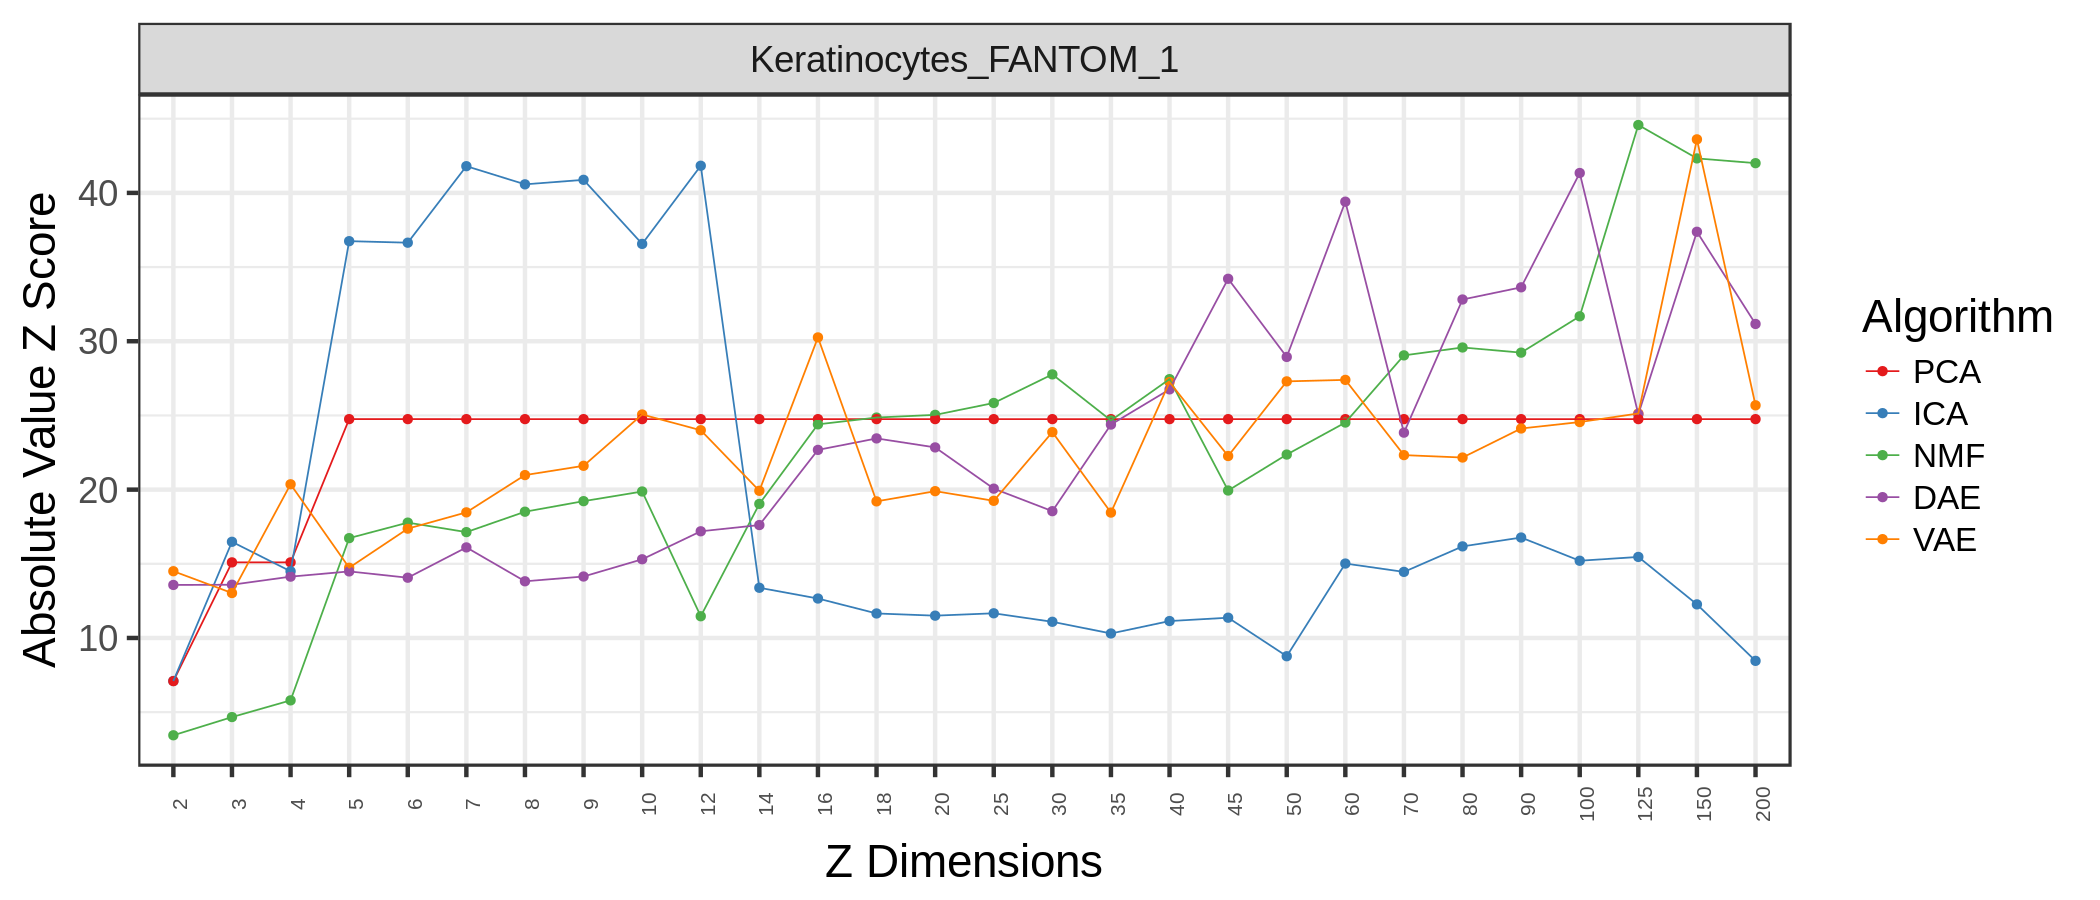 Keratinocytes_FANTOM_1
Absolute Value Z Score
40
30
20
10
2 3 4 5 6 7 8 9 10 12 14 16 18 20 25 30 35 40 45 50 60 70 80 90 100 125 150 200
Z Dimensions
Algorithm
PCA
ICA
NMF
DAE
VAE